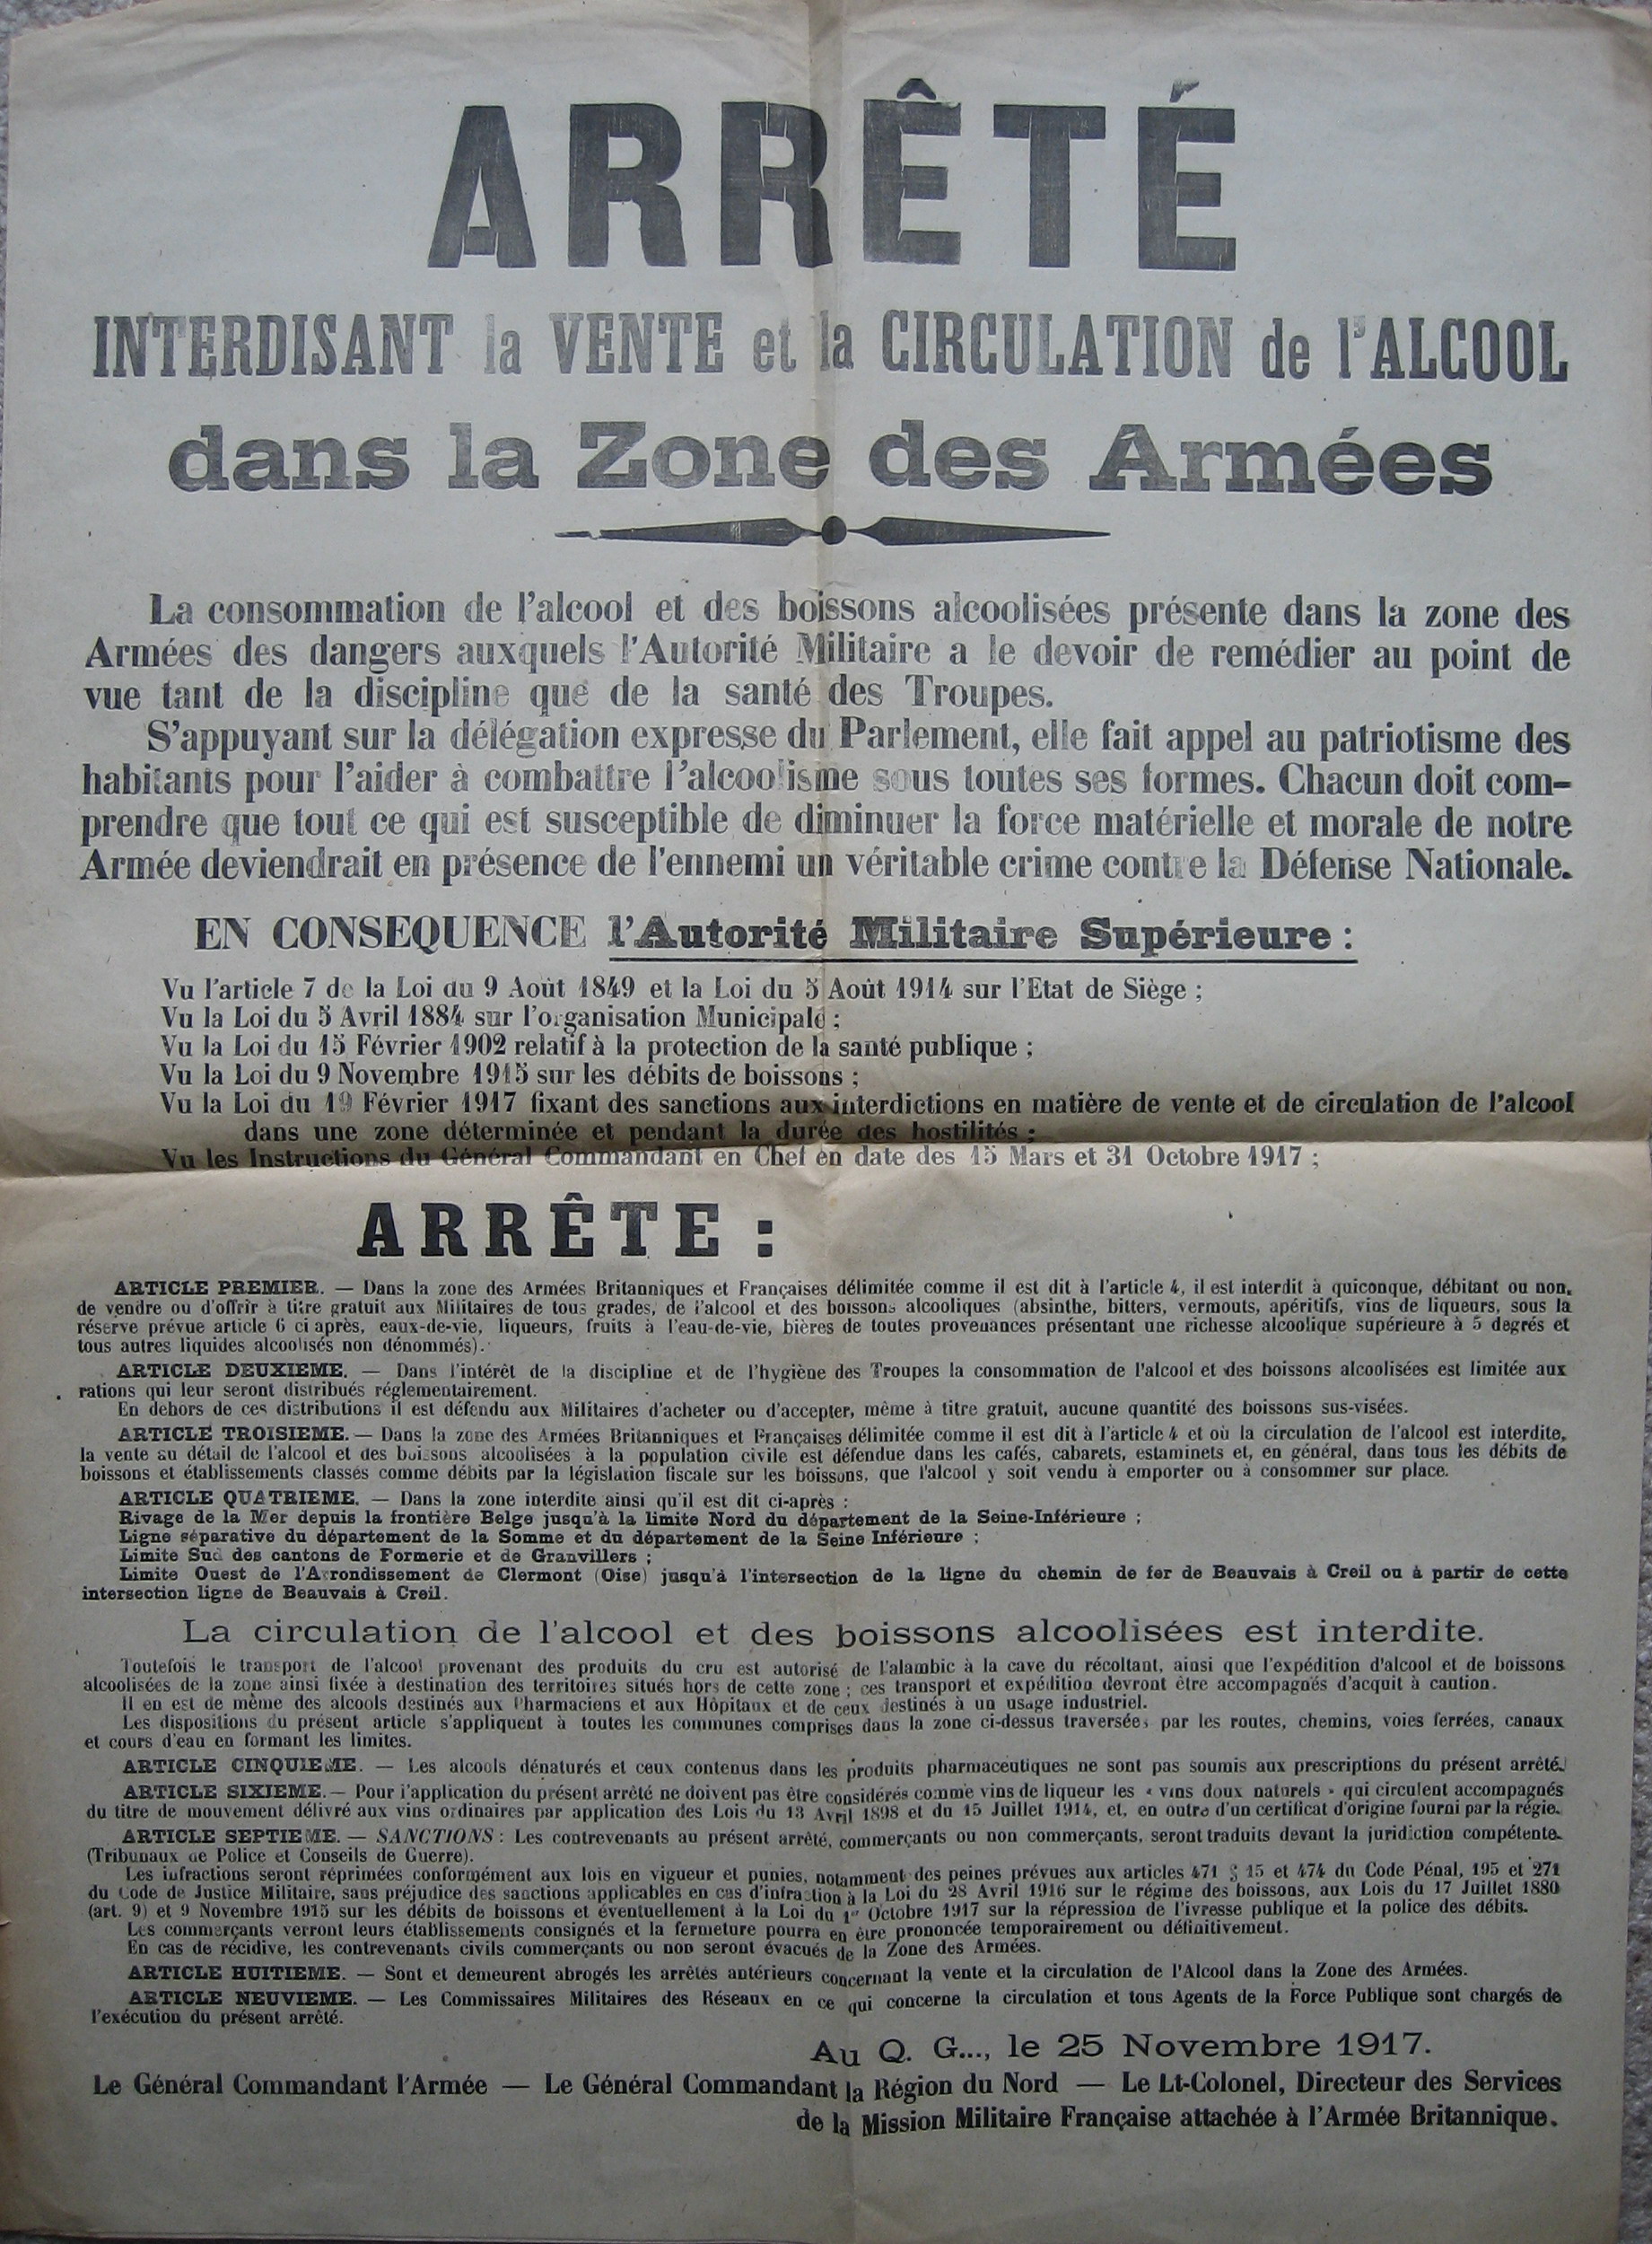 ARRÊTÉ
INTERDISANT la VENTE et la CIRCULATION de l'ALCOOL
dans la Zone des Armées
La consommation de l'alcool et des boissons alcoolisées présente dans la zone des
Armées des dangers auxquels l'Autorité Militaire a le devoir de remédier au point de
vue tant de la discipline que de la santé des Troupes.
S'appuyant sur la délégation expresse du Parlement, elle fait appel au patriotisme des
habitants pour l'aider à combattre l'alcoolisme sous toutes ses formes. Chacun doit com-
prendre que tout ce qui est susceptible de diminuer la force matérielle et morale de notre
Armée deviendrait en présence de l'ennemi un véritable crime contre la Défense Nationale.
EN CONSEQUENCE l'Autorité Militaire Supérieure :
Vu l'article 7 de la Loi du 9 Août 1849 et la Loi du 5 Août 1914 sur l'Etat de Siège ;
Vu la Loi du 5 Avril 1884 sur l'organisation Municipale ;
Vu la Loi du 15 Février 1902 relatif à la protection de la santé publique ;
Vu la Loi du 9 Novembre 1915 sur les débits de boissons ;
Vu la Loi du 19 Février 1917 fixant des sanctions aux interdictions en matière de vente et de circulation de l'alcool
dans une zone déterminée et pendant la durée des hostilités ;
Vu les Instructions du Général Commandant en Chef en date des 15 Mars et 31 Octobre 1917 ;
ARRÊTE :
ARTICLE PREMIER. — Dans la zone des Armées Britanniques et Françaises délimitée comme il est dit à l'article 4, il est interdit à quiconque, débitant ou non,
de vendre ou d'offrir à titre gratuit aux Militaires de tous grades, de l'alcool et des boissons alcooliques (absinthe, bitters, vermouts, apéritifs, vins de liqueurs, sous la
réserve prévue article 6 ci après, eaux-de-vie, liqueurs, fruits à l'eau-de-vie, bières de toutes provenances présentant une richesse alcoolique supérieure à 5 degrés et
tous autres liquides alcoolisés non dénommés).
ARTICLE DEUXIEME. — Dans l'intérêt de la discipline et de l'hygiène des Troupes la consommation de l'alcool et des boissons alcoolisées est limitée aux
rations qui leur seront distribués réglementairement.
En dehors de ces distributions il est défendu aux Militaires d'acheter ou d'accepter, même à titre gratuit, aucune quantité des boissons sus-visées.
ARTICLE TROISIEME. — Dans la zone des Armées Britanniques et Françaises délimitée comme il est dit à l'article 4 et où la circulation de l'alcool est interdite,
la vente au détail de l'alcool et des boissons alcoolisées à la population civile est défendue dans les cafés, cabarets, estaminets et, en général, dans tous les débits de
boissons et établissements classés comme débits par la législation fiscale sur les boissons, que l'alcool y soit vendu à emporter ou à consommer sur place.
ARTICLE QUATRIEME. — Dans la zone interdite ainsi qu'il est dit ci-après :
Rivage de la Mer depuis la frontière Belge jusqu'à la limite Nord du département de la Seine-Inférieure ;
Ligne séparative du département de la Somme et du département de la Seine Inférieure ;
Limite Sud des cantons de Formerie et de Granvillers ;
Limite Ouest de l'Arrondissement de Clermont (Oise) jusqu'à l'intersection de la ligne du chemin de fer de Beauvais à Creil ou à partir de cette
intersection ligne de Beauvais à Creil.
La circulation de l'alcool et des boissons alcoolisées est interdite.
Toutefois le transport de l'alcool provenant des produits du cru est autorisé de l'alambic à la cave du récoltant, ainsi que l'expédition d'alcool et de boissons
alcoolisées de la zone ainsi fixée à destination des territoires situés hors de cette zone ; ces transport et expédition devront être accompagnés d'acquit à caution.
Il en est de même des alcools destinés aux Pharmaciens et aux Hôpitaux et de ceux destinés à un usage industriel.
Les dispositions du présent article s'appliquent à toutes les communes comprises dans la zone ci-dessus traversées par les routes, chemins, voies ferrées, canaux
et cours d'eau en formant les limites.
ARTICLE CINQUIEME. — Les alcools dénaturés et ceux contenus dans les produits pharmaceutiques ne sont pas soumis aux prescriptions du présent arrêté.
ARTICLE SIXIEME. — Pour l'application du présent arrêté ne doivent pas être considérés comme vins de liqueur les « vins doux naturels » qui circulent accompagnés
du titre de mouvement délivré aux vins ordinaires par application des Lois du 13 Avril 1898 et du 15 Juillet 1914, et, en outre d'un certificat d'origine fourni par la régie.
ARTICLE SEPTIEME. — SANCTIONS : Les contrevenants au présent arrêté, commerçants ou non commerçants, seront traduits devant la juridiction compétente.
(Tribunaux de Police et Conseils de Guerre).
Les infractions seront réprimées conformément aux lois en vigueur et punies, notamment des peines prévues aux articles 471 § 15 et 474 du Code Pénal, 195 et 271
du Code de Justice Militaire, sans préjudice des sanctions applicables en cas d'infraction à la Loi du 28 Avril 1916 sur le régime des boissons, aux Lois du 17 Juillet 1880
(art. 9) et 9 Novembre 1915 sur les débits de boissons et éventuellement à la Loi du 1er Octobre 1917 sur la répression de l'ivresse publique et la police des débits.
Les commerçants verront leurs établissements consignés et la fermeture pourra en être prononcée temporairement ou définitivement.
En cas de récidive, les contrevenants civils commerçants ou non seront évacués de la Zone des Armées.
ARTICLE HUITIEME. — Sont et demeurent abrogés les arrêtés antérieurs concernant la vente et la circulation de l'Alcool dans la Zone des Armées.
ARTICLE NEUVIEME. — Les Commissaires Militaires des Réseaux en ce qui concerne la circulation et tous Agents de la Force Publique sont chargés de
l'exécution du présent arrêté.
Au Q. G..., le 25 Novembre 1917.
Le Général Commandant l'Armée — Le Général Commandant la Région du Nord — Le Lt-Colonel, Directeur des Services
de la Mission Militaire Française attachée à l'Armée Britannique.